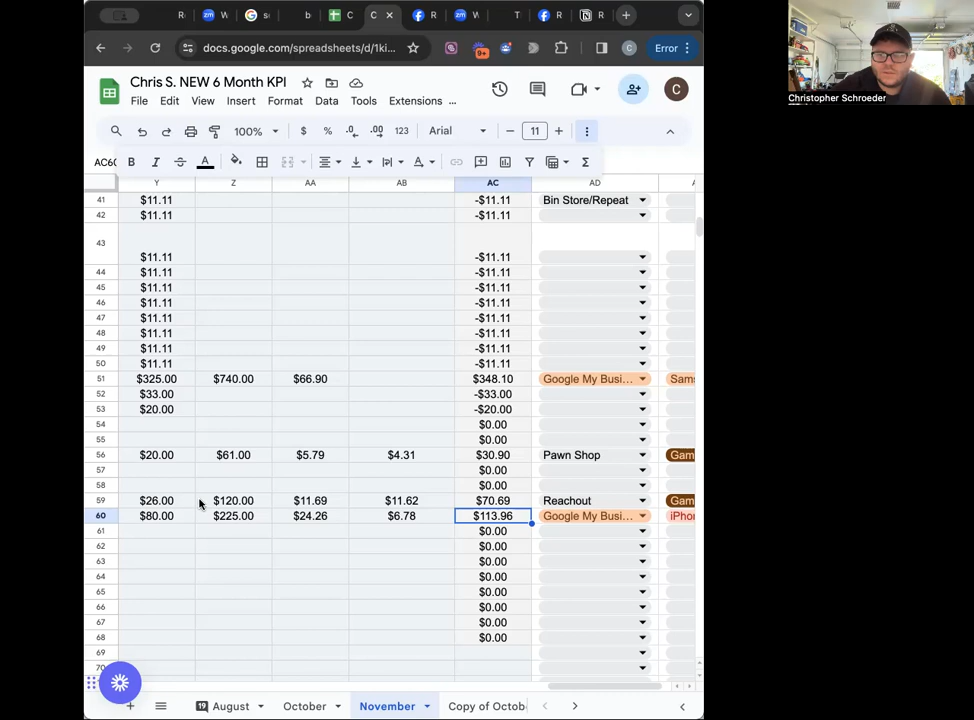 docs.google.com/spreadsheets/d/1ki...
Error
Chris S. NEW 6 Month KPI
File Edit View Insert Format Data Tools Extensions ...
100% $ % .0 .00 123 Arial 11
B I S A
Y Z AA AB AC AD
41 $11.11 -$11.11 Bin Store/Repeat
42 $11.11 -$11.11
43 $11.11 -$11.11
44 $11.11 -$11.11
45 $11.11 -$11.11
46 $11.11 -$11.11
47 $11.11 -$11.11
48 $11.11 -$11.11
49 $11.11 -$11.11
50 $11.11 -$11.11
51 $325.00 $740.00 $66.90 $348.10 Google My Busi... Sams
52 $33.00 -$33.00
53 $20.00 -$20.00
54 $0.00
55 $0.00
56 $20.00 $61.00 $5.79 $4.31 $30.90 Pawn Shop Gam
57 $0.00
58 $0.00
59 $26.00 $120.00 $11.69 $11.62 $70.69 Reachout Gam
60 $80.00 $225.00 $24.26 $6.78 $113.96 Google My Busi... iPhor
61 $0.00
62 $0.00
63 $0.00
64 $0.00
65 $0.00
66 $0.00
67 $0.00
68 $0.00
69
70
19 August October November Copy of Octob
Christopher Schroeder